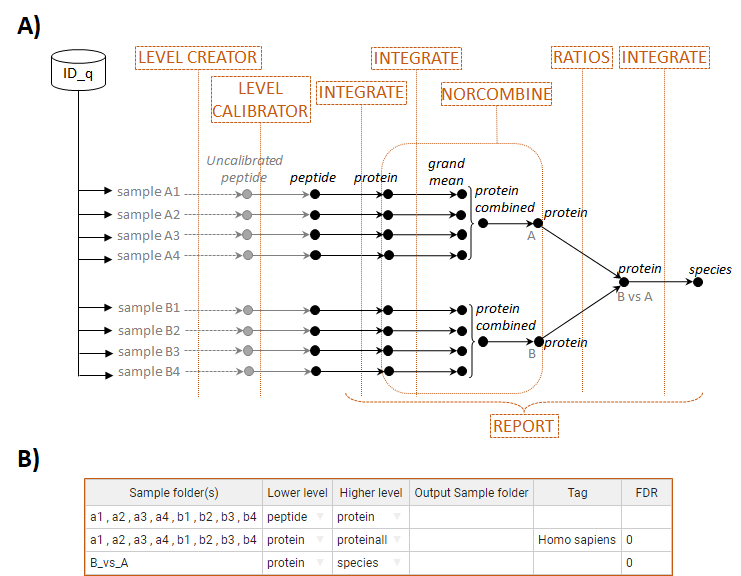 A)
ID_q
LEVEL CREATOR
INTEGRATE
RATIOS
INTEGRATE
LEVEL
CALIBRATOR
INTEGRATE
NORCOMBINE
Uncalibrated
peptide
peptide
protein
grand
mean
sample A1
sample A2
sample A3
sample A4
protein
combined
protein
A
protein
species
B vs A
sample B1
sample B2
sample B3
sample B4
protein
combined
protein
B
REPORT
B)
Sample folder(s) Lower level Higher level Output Sample folder Tag FDR
a1 , a2 , a3 , a4 , b1 , b2 , b3 , b4 peptide protein
a1 , a2 , a3 , a4 , b1 , b2 , b3 , b4 protein proteinall Homo sapiens 0
B_vs_A protein species 0